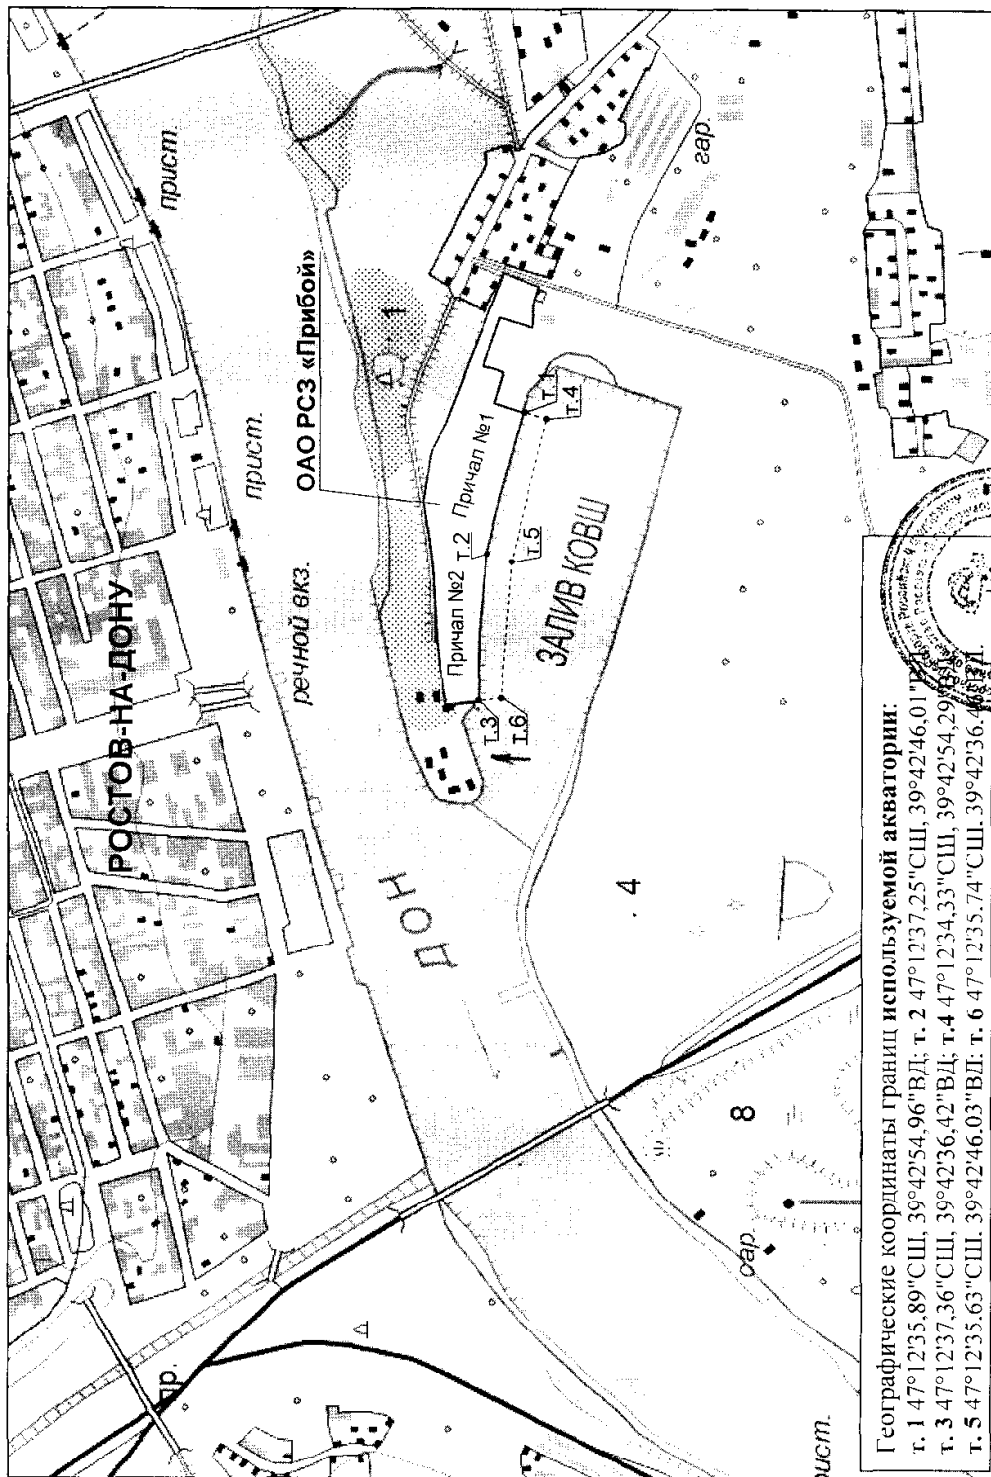 РОСТОВ-НА-ДОНУ
прист.
прист.
речной вкз.
ОАО РСЗ «Прибой»
1
Причал №2
т.2
Причал №1
т.3
т.6
т.5
т.4
ЗАЛИВ КОВШ
ДОН
4
8
гар.
сар.
пр.
Географические координаты границ используемой акватории:
т. 1 47°12'35,89"СШ, 39°42'54,96"ВД; т. 2 47°12'37,25"СШ, 39°42'46,01"
т. 3 47°12'37,36"СШ, 39°42'36,42"ВД; т.4 47°12'34,33"СШ, 39°42'54,29"
т. 5 47°12'35.63"СШ. 39°42'46.03"ВД. т. 6 47°12'35.74"СШ. 39°42'36.4